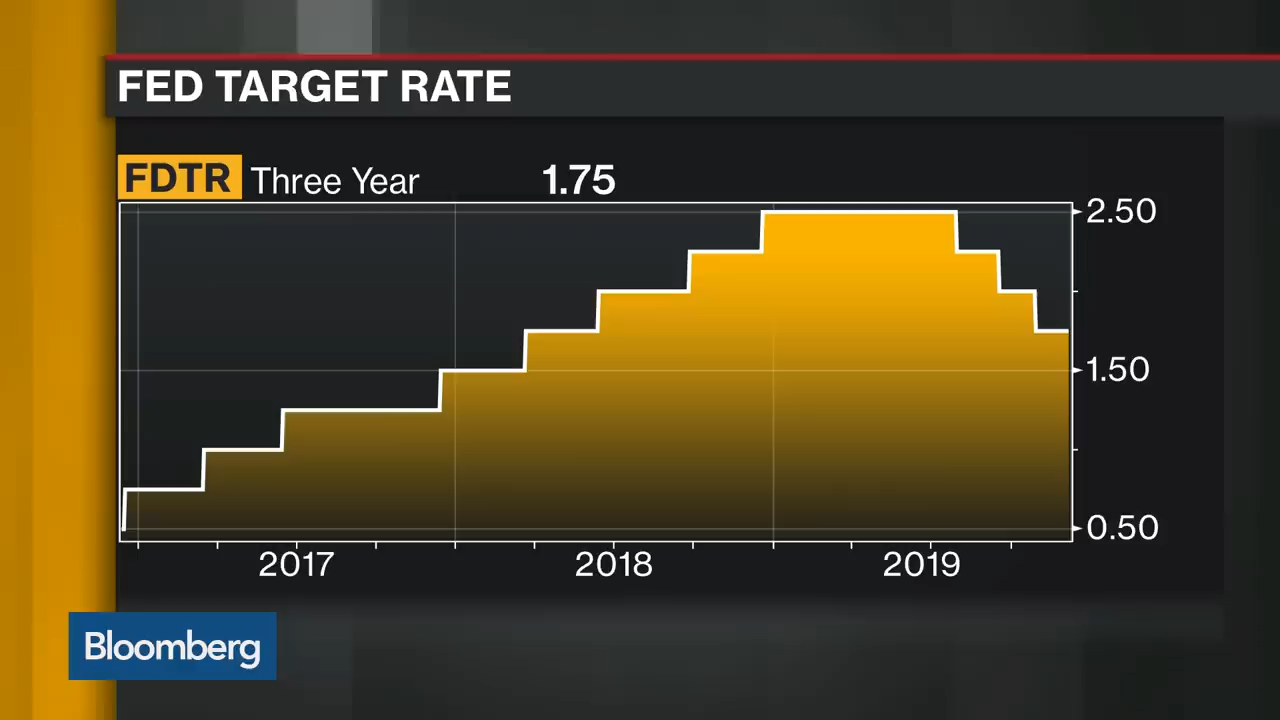 FED TARGET RATE
FDTR Three Year 1.75
2.50
1.50
0.50
2017 2018 2019
Bloomberg